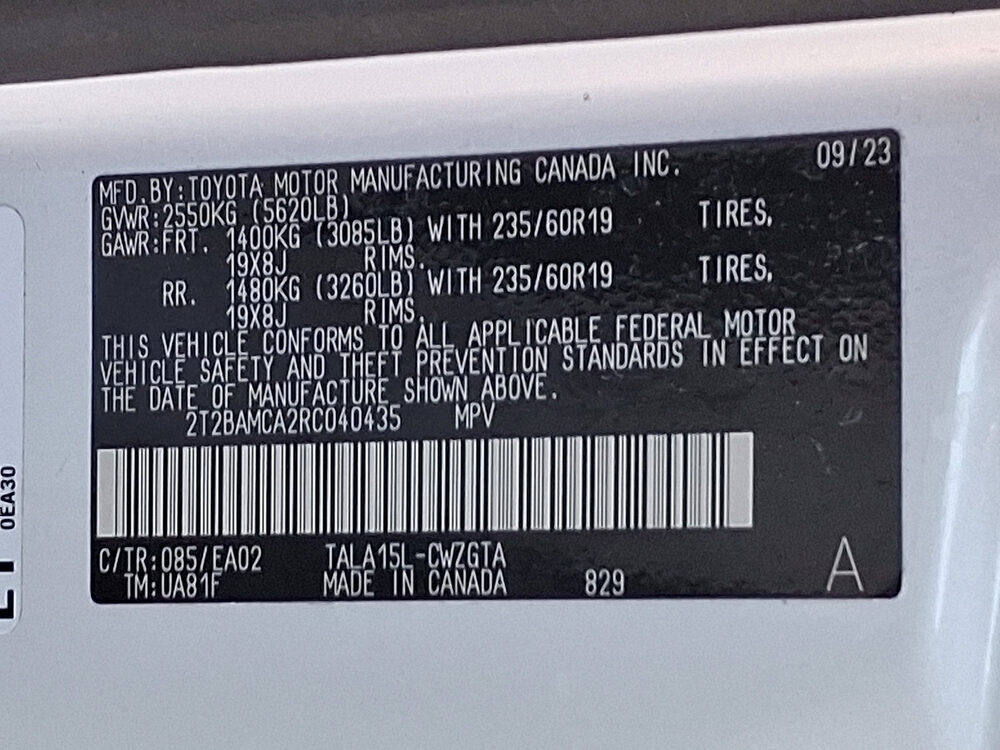 MFD. BY: TOYOTA MOTOR MANUFACTURING CANADA INC. 09/23
GVWR: 2550KG (5620LB)
GAWR: FRT. 1400KG (3085LB) WITH 235/60R19 TIRES,
19X8J RIMS.
RR. 1480KG (3260LB) WITH 235/60R19 TIRES,
19X8J RIMS.
THIS VEHICLE CONFORMS TO ALL APPLICABLE FEDERAL MOTOR
VEHICLE SAFETY AND THEFT PREVENTION STANDARDS IN EFFECT ON
THE DATE OF MANUFACTURE SHOWN ABOVE.
2T2BAMCA2RC040435 MPV
C/TR: 085/EA02 TALA15L-CWZGTA
TM: UA81F MADE IN CANADA 829 A
0EA30